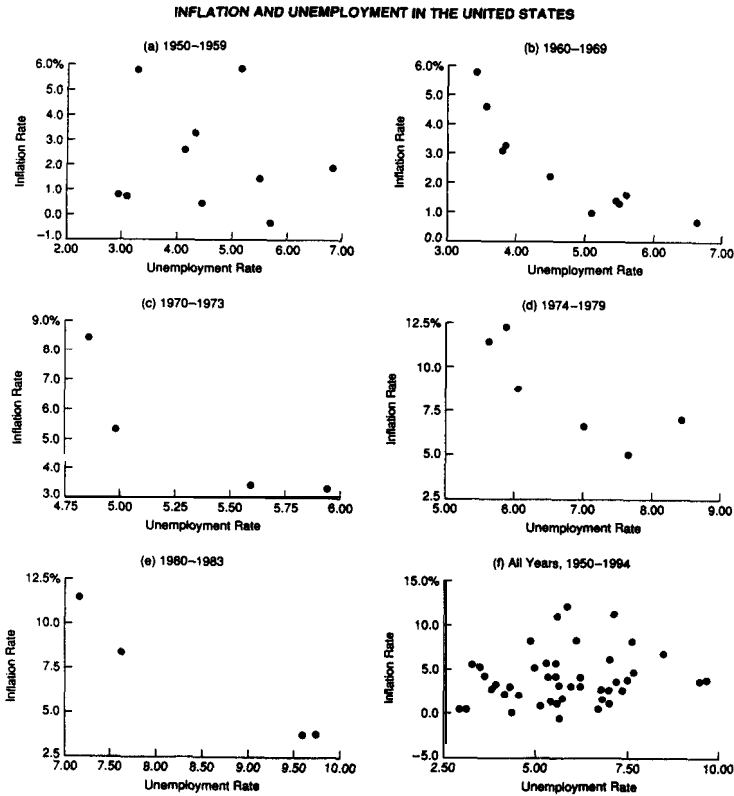 INFLATION AND UNEMPLOYMENT IN THE UNITED STATES
(a) 1950–1959
6.0%
5.0
4.0
3.0
2.0
1.0
0.0
–1.0
2.00 3.00 4.00 5.00 6.00 7.00
Inflation Rate
Unemployment Rate
(b) 1960–1969
6.0%
5.0
4.0
3.0
2.0
1.0
0.0
3.00 4.00 5.00 6.00 7.00
Inflation Rate
Unemployment Rate
(c) 1970–1973
9.0%
8.0
7.0
6.0
5.0
4.0
3.0
4.75 5.00 5.25 5.50 5.75 6.00
Inflation Rate
Unemployment Rate
(d) 1974–1979
12.5%
10.0
7.5
5.0
2.5
5.00 6.00 7.00 8.00 9.00
Inflation Rate
Unemployment Rate
(e) 1980–1983
12.5%
10.0
7.5
5.0
2.5
7.00 7.50 8.00 8.50 9.00 9.50 10.00
Inflation Rate
Unemployment Rate
(f) All Years, 1950–1994
15.0%
10.0
5.0
0.0
–5.0
2.50 5.00 7.50 10.00
Inflation Rate
Unemployment Rate